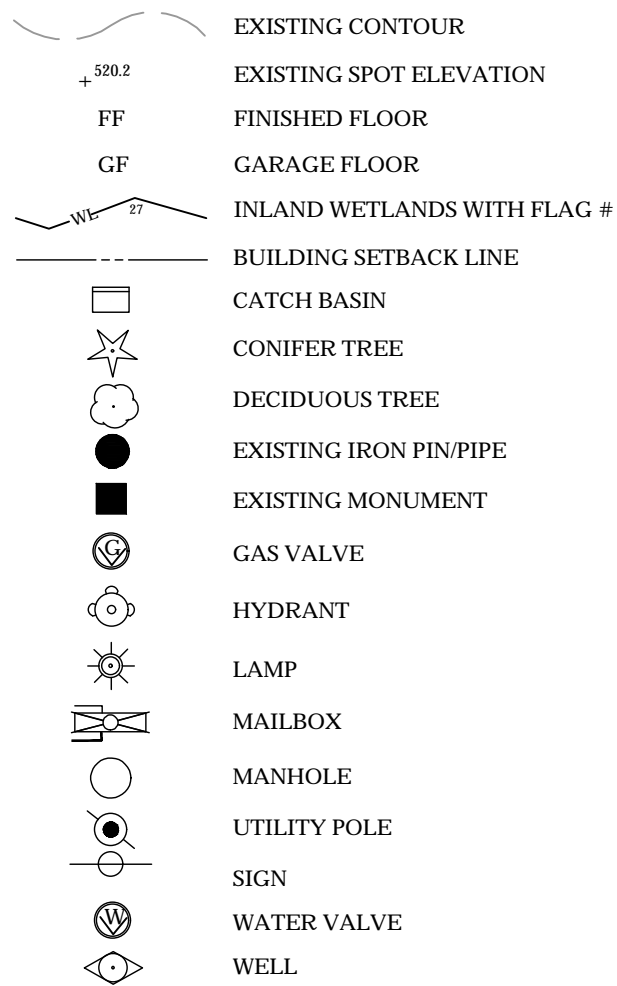 EXISTING CONTOUR
+520.2 EXISTING SPOT ELEVATION
FF FINISHED FLOOR
GF GARAGE FLOOR
WL 27 INLAND WETLANDS WITH FLAG #
BUILDING SETBACK LINE
CATCH BASIN
CONIFER TREE
DECIDUOUS TREE
EXISTING IRON PIN/PIPE
EXISTING MONUMENT
G GAS VALVE
HYDRANT
LAMP
MAILBOX
MANHOLE
UTILITY POLE
SIGN
W WATER VALVE
WELL